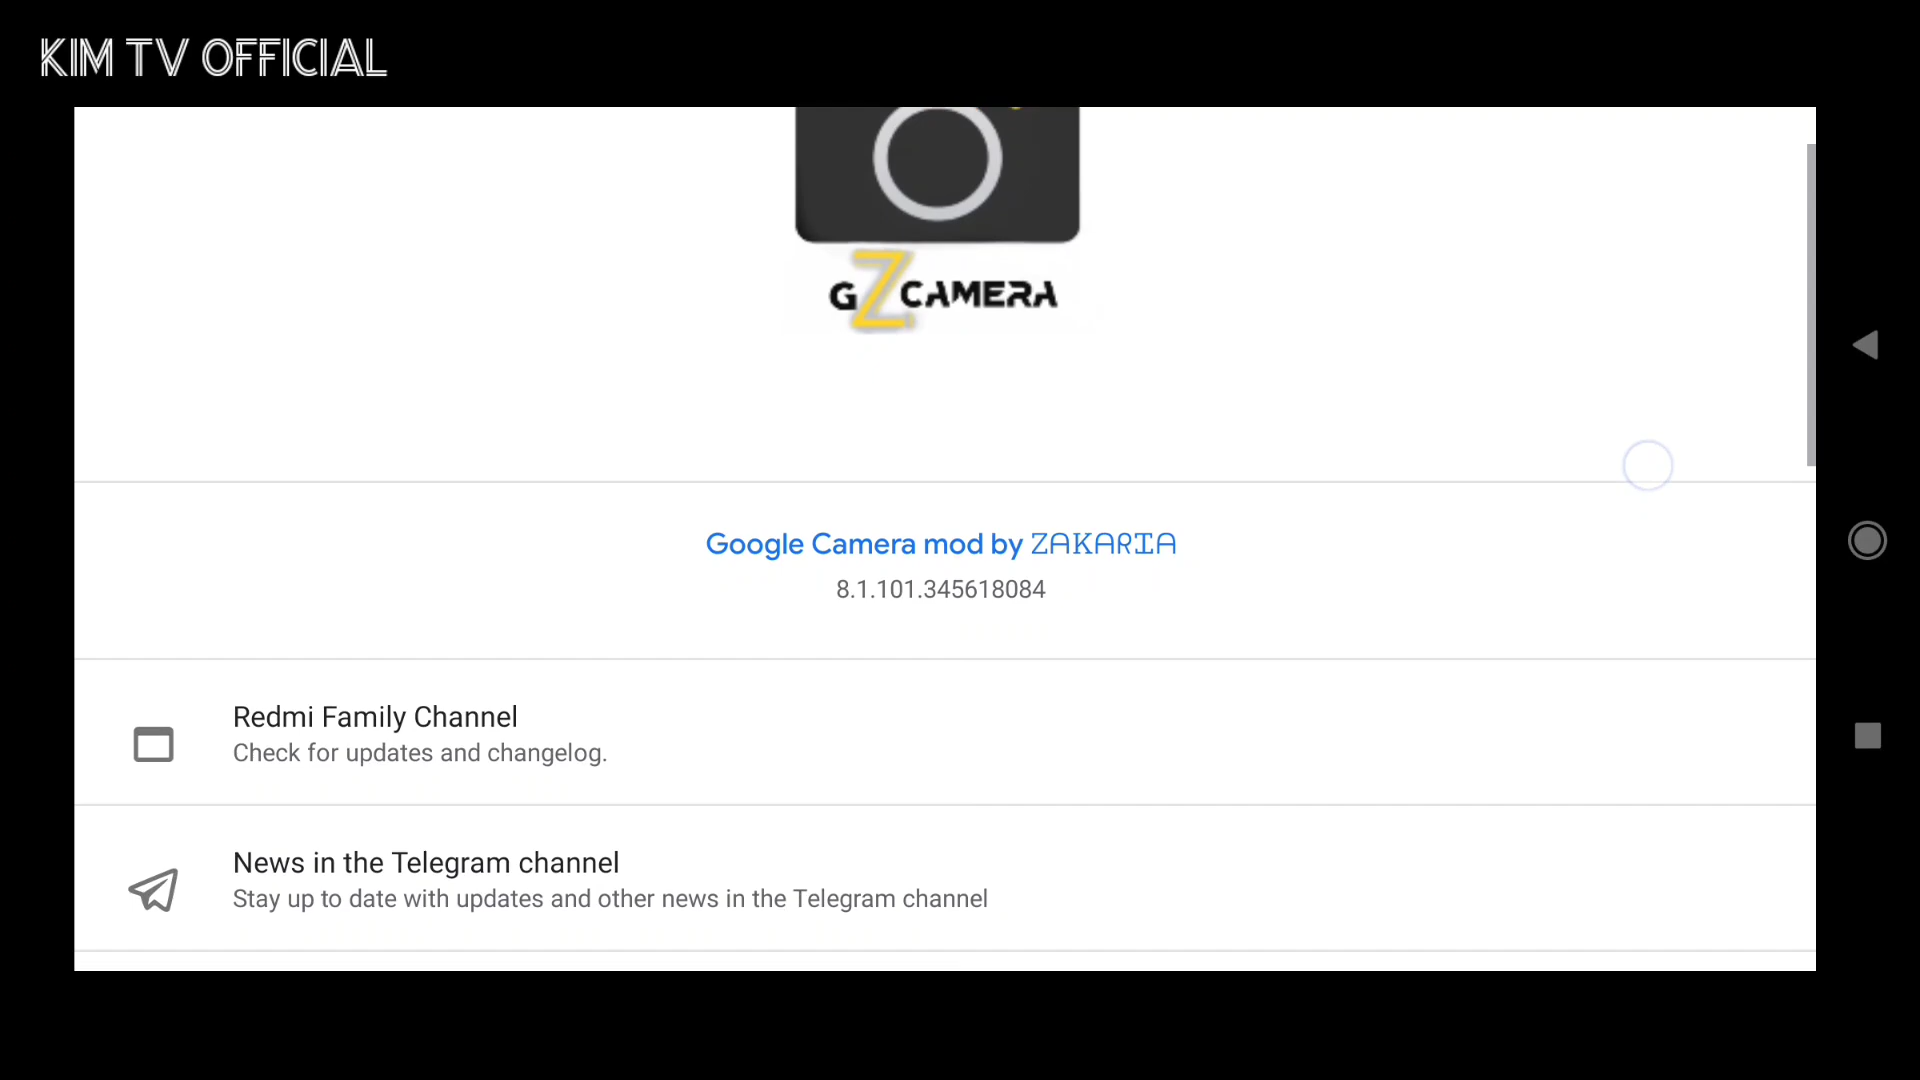 KIM TV OFFICIAL
GZCAMERA
Google Camera mod by ZAKARIA
8.1.101.345618084
Redmi Family Channel
Check for updates and changelog.
News in the Telegram channel
Stay up to date with updates and other news in the Telegram channel